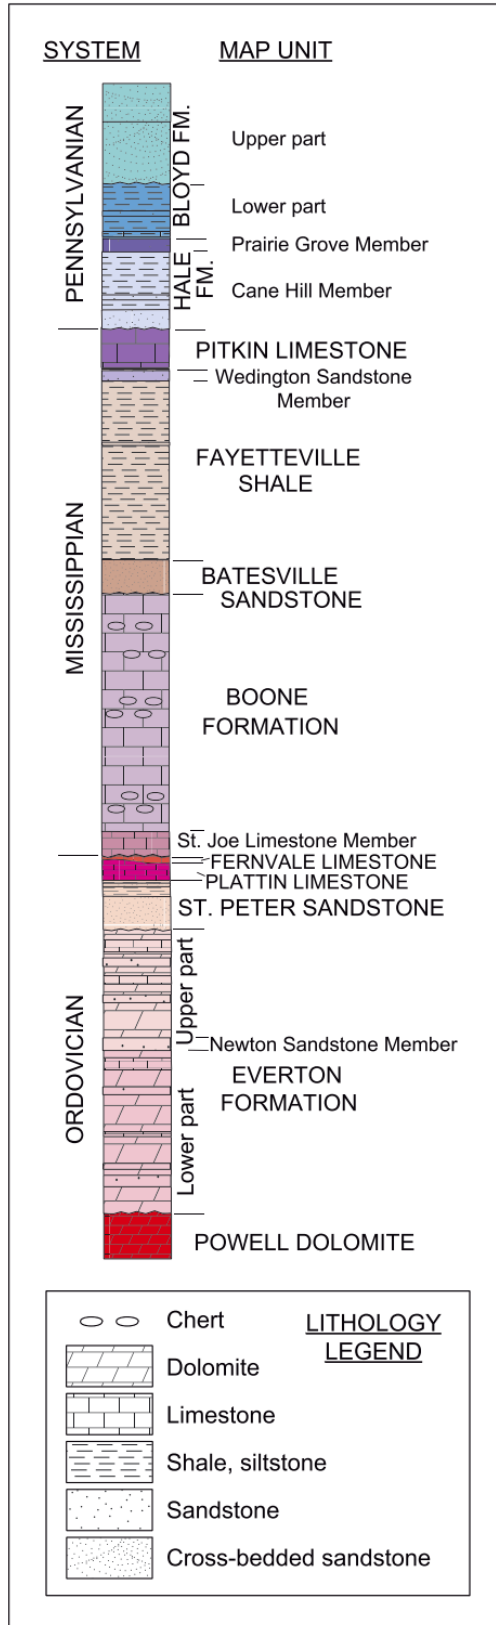 SYSTEM
MAP UNIT
PENNSYLVANIAN
BLOYD FM.
Upper part
Lower part
Prairie Grove Member
HALE
FM.
Cane Hill Member
MISSISSIPPIAN
PITKIN LIMESTONE
Wedington Sandstone
Member
FAYETTEVILLE
SHALE
BATESVILLE
SANDSTONE
BOONE
FORMATION
St. Joe Limestone Member
ORDOVICIAN
FERNVALE LIMESTONE
PLATTIN LIMESTONE
ST. PETER SANDSTONE
Upper part
Newton Sandstone Member
EVERTON
FORMATION
Lower part
POWELL DOLOMITE
LITHOLOGY
LEGEND
Chert
Dolomite
Limestone
Shale, siltstone
Sandstone
Cross-bedded sandstone